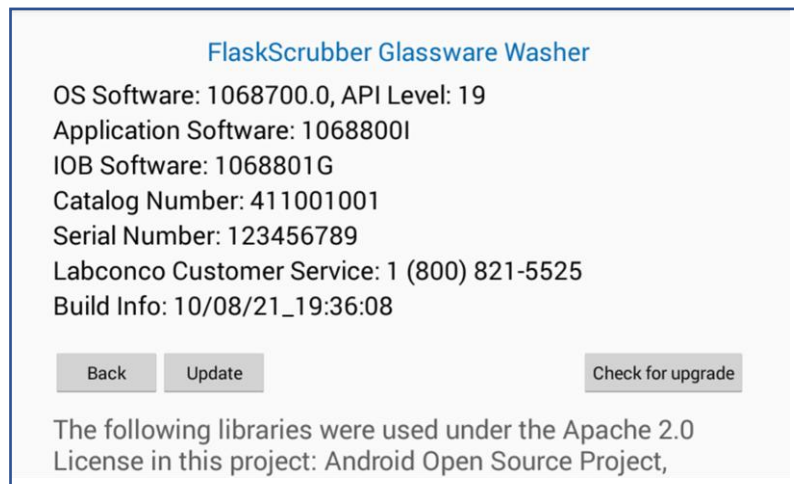 FlaskScrubber Glassware Washer
OS Software: 1068700.0, API Level: 19
Application Software: 1068800I
IOB Software: 1068801G
Catalog Number: 411001001
Serial Number: 123456789
Labconco Customer Service: 1 (800) 821-5525
Build Info: 10/08/21_19:36:08
Back Update Check for upgrade
The following libraries were used under the Apache 2.0
License in this project: Android Open Source Project,